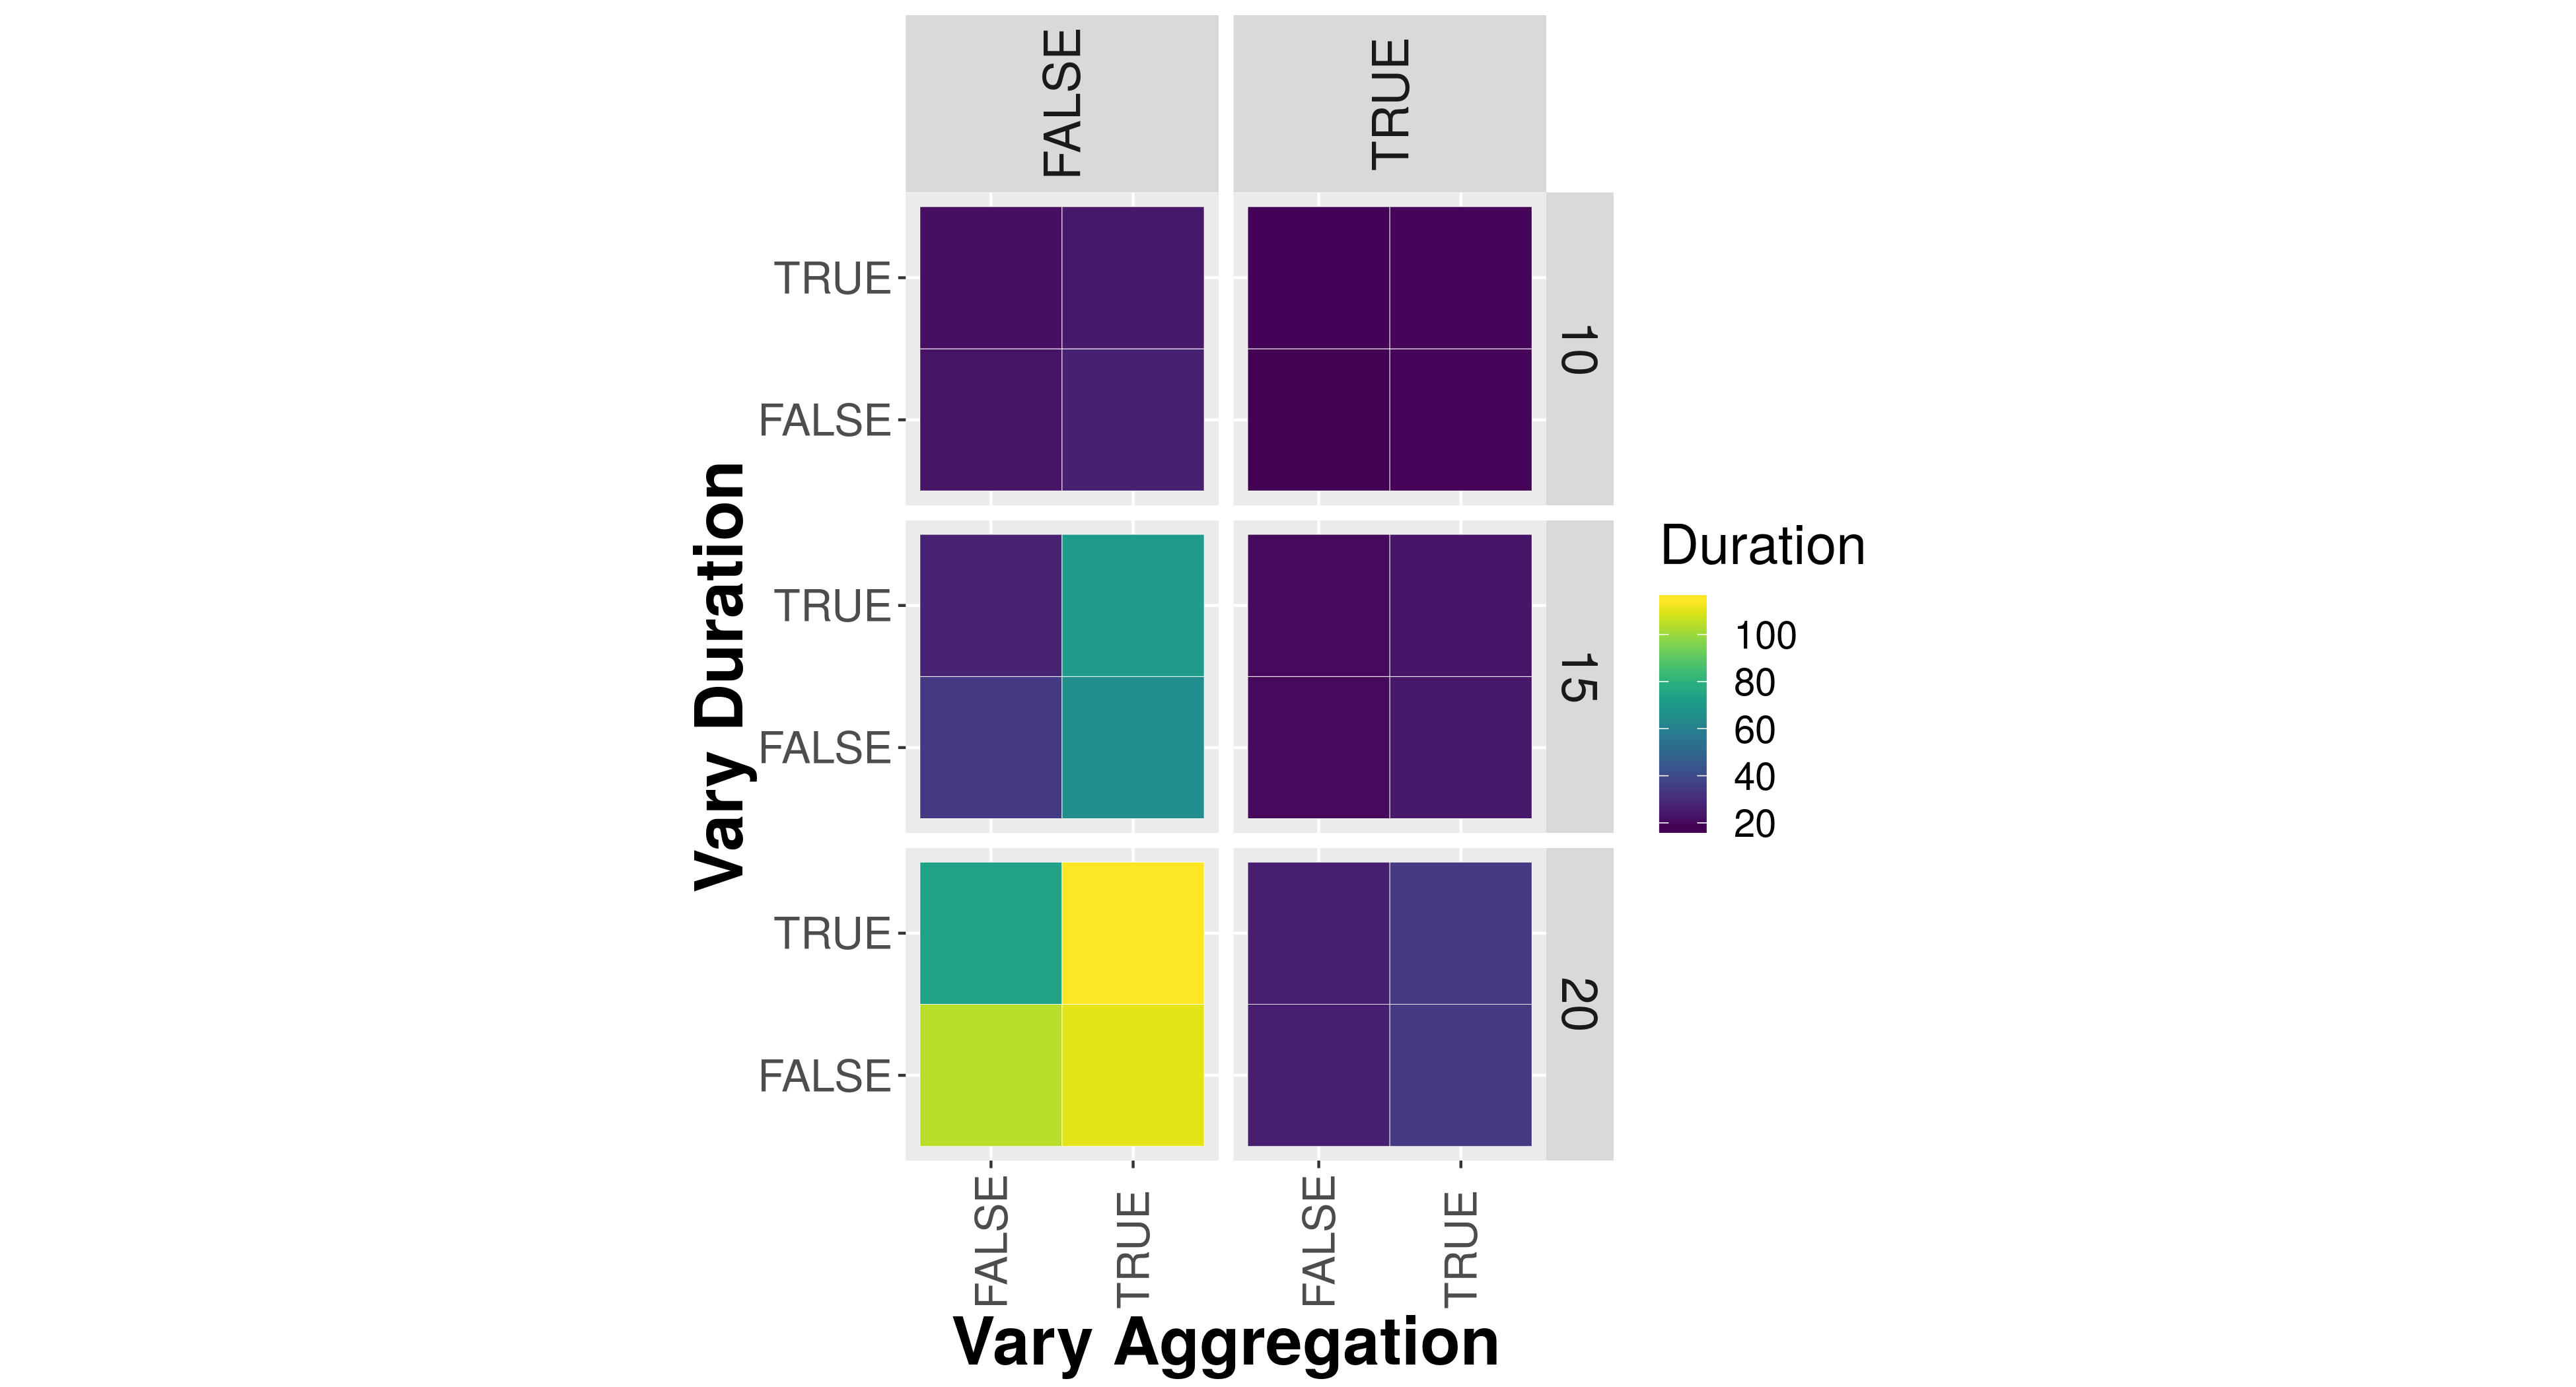 FALSE
TRUE
TRUE
FALSE
10
TRUE
FALSE
15
TRUE
FALSE
20
Vary Duration
FALSE
TRUE
FALSE
TRUE
Vary Aggregation
Duration
100
80
60
40
20